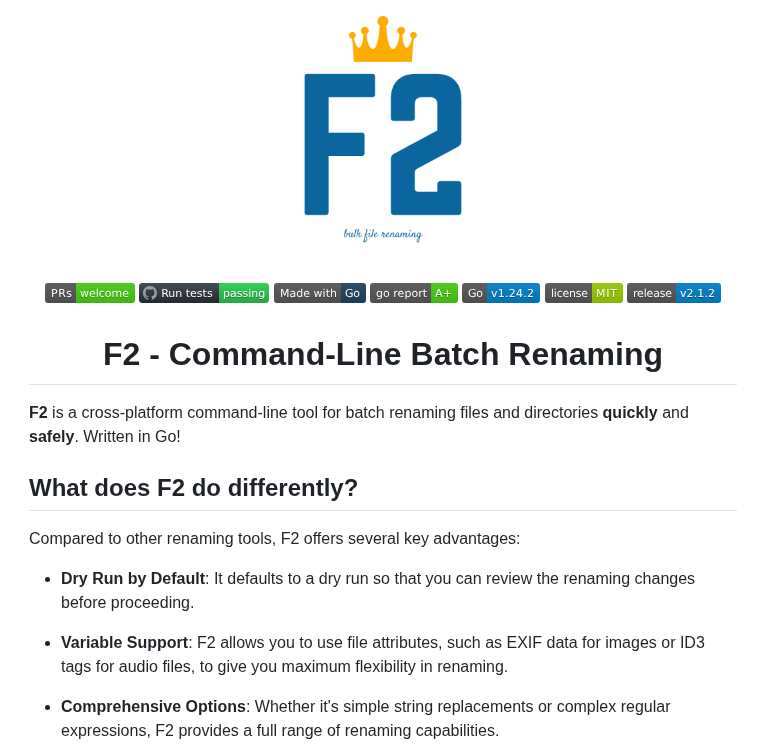 F2
bulk file renaming
PRs welcome Run tests passing Made with Go go report A+ Go v1.24.2 license MIT release v2.1.2
F2 - Command-Line Batch Renaming
F2 is a cross-platform command-line tool for batch renaming files and directories quickly and
safely. Written in Go!
What does F2 do differently?
Compared to other renaming tools, F2 offers several key advantages:
Dry Run by Default: It defaults to a dry run so that you can review the renaming changes
before proceeding.
Variable Support: F2 allows you to use file attributes, such as EXIF data for images or ID3
tags for audio files, to give you maximum flexibility in renaming.
Comprehensive Options: Whether it's simple string replacements or complex regular
expressions, F2 provides a full range of renaming capabilities.